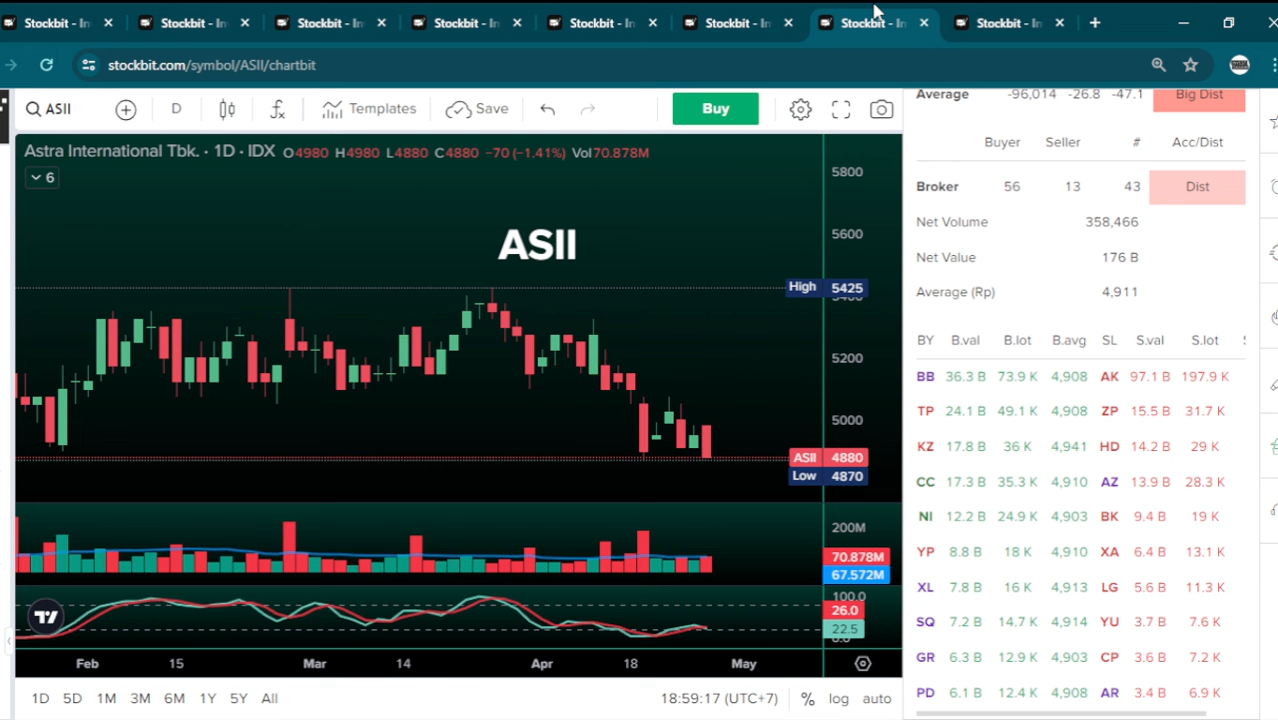 Stockbit - In
Stockbit - In
Stockbit - In
Stockbit - In
Stockbit - In
Stockbit - In
Stockbit - In
Stockbit - In
stockbit.com/symbol/ASII/chartbit
ASII
D
Templates
Save
Buy
Astra International Tbk. · 1D · IDX O4980 H4980 L4880 C4880 -70 (-1.41%) Vol70.878M
6
ASII
5800
5600
High 5425
5400
5200
5000
ASII 4880
Low 4870
200M
70.878M
67.572M
100.0
26.0
22.5
0.0
Feb 15 Mar 14 Apr 18 May
1D 5D 1M 3M 6M 1Y 5Y All
18:59:17 (UTC+7) % log auto
Average -96,014 -26.8 -47.1 Big Dist
Buyer Seller # Acc/Dist
Broker 56 13 43 Dist
Net Volume 358,466
Net Value 176 B
Average (Rp) 4,911
BY B.val B.lot B.avg SL S.val S.lot S
BB 36.3 B 73.9 K 4,908 AK 97.1 B 197.9 K
TP 24.1 B 49.1 K 4,908 ZP 15.5 B 31.7 K
KZ 17.8 B 36 K 4,941 HD 14.2 B 29 K
CC 17.3 B 35.3 K 4,910 AZ 13.9 B 28.3 K
NI 12.2 B 24.9 K 4,903 BK 9.4 B 19 K
YP 8.8 B 18 K 4,910 XA 6.4 B 13.1 K
XL 7.8 B 16 K 4,913 LG 5.6 B 11.3 K
SQ 7.2 B 14.7 K 4,914 YU 3.7 B 7.6 K
GR 6.3 B 12.9 K 4,903 CP 3.6 B 7.2 K
PD 6.1 B 12.4 K 4,908 AR 3.4 B 6.9 K